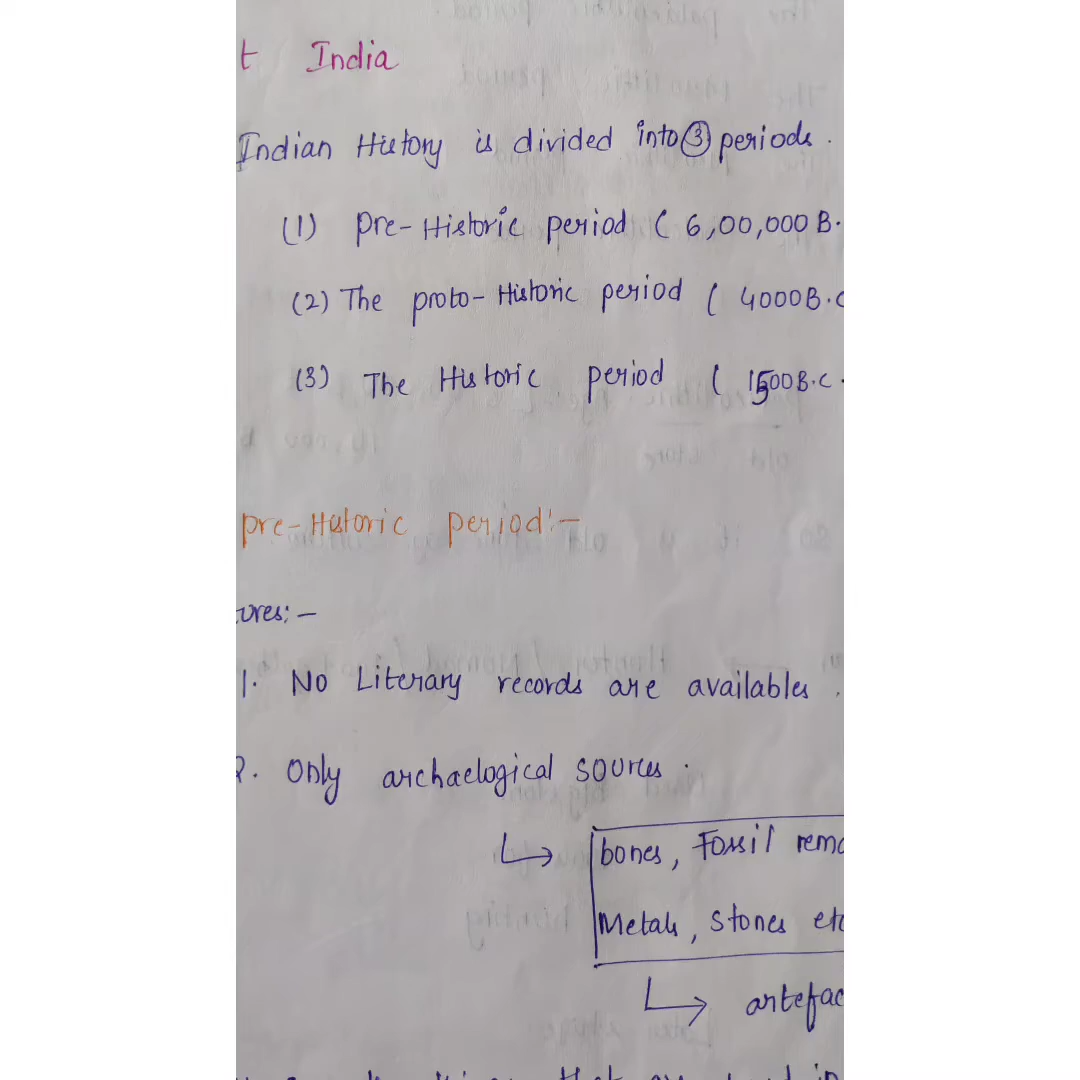 t India
Indian History is divided into ③ periods.
(1) Pre-Historic period ( 6,00,000 B.
(2) The proto-Historic period ( 4000B.C
(3) The Historic period ( 1500B.C.
Pre-Historic period:-
ures:-
1. No Literary records are availables.
2. Only archaelogical sources.
↳ bones, Fossil rema
Metals, Stones etc
↳ artefac